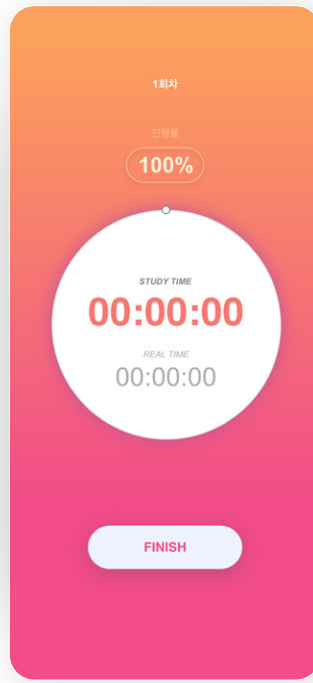 1회차
진행률
100%
STUDY TIME
00:00:00
REAL TIME
00:00:00
FINISH